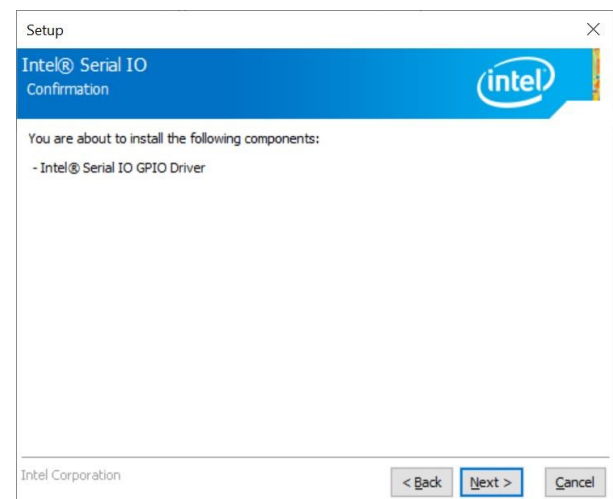 Setup
Intel® Serial IO
Confirmation
intel
You are about to install the following components:
- Intel® Serial IO GPIO Driver
Intel Corporation
< Back
Next >
Cancel